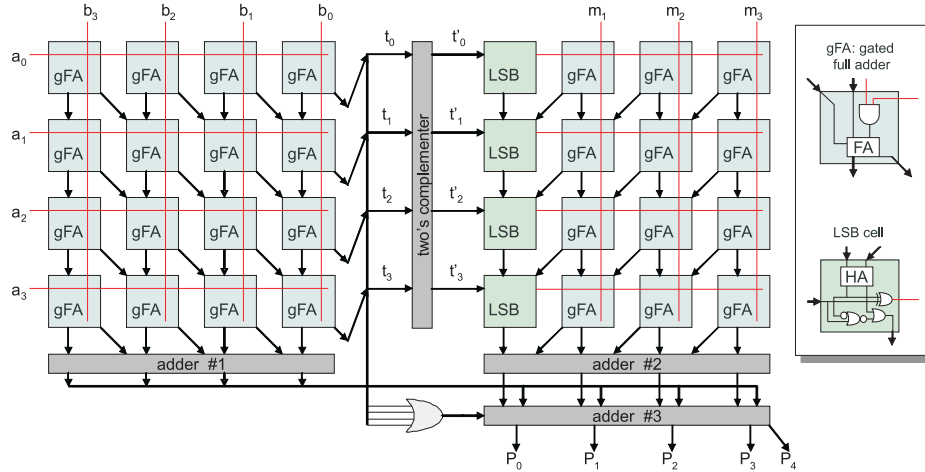 b3 b2 b1 b0 m1 m2 m3
a0 t0 t'0
gFA gFA gFA gFA LSB gFA gFA gFA
a1 t1 t'1
gFA gFA gFA gFA LSB gFA gFA gFA
a2 t2 t'2
gFA gFA gFA gFA LSB gFA gFA gFA
a3 t3 t'3
gFA gFA gFA gFA LSB gFA gFA gFA
two's complementer
adder #1
adder #2
adder #3
P0 P1 P2 P3 P4
gFA: gated
full adder
FA
LSB cell
HA